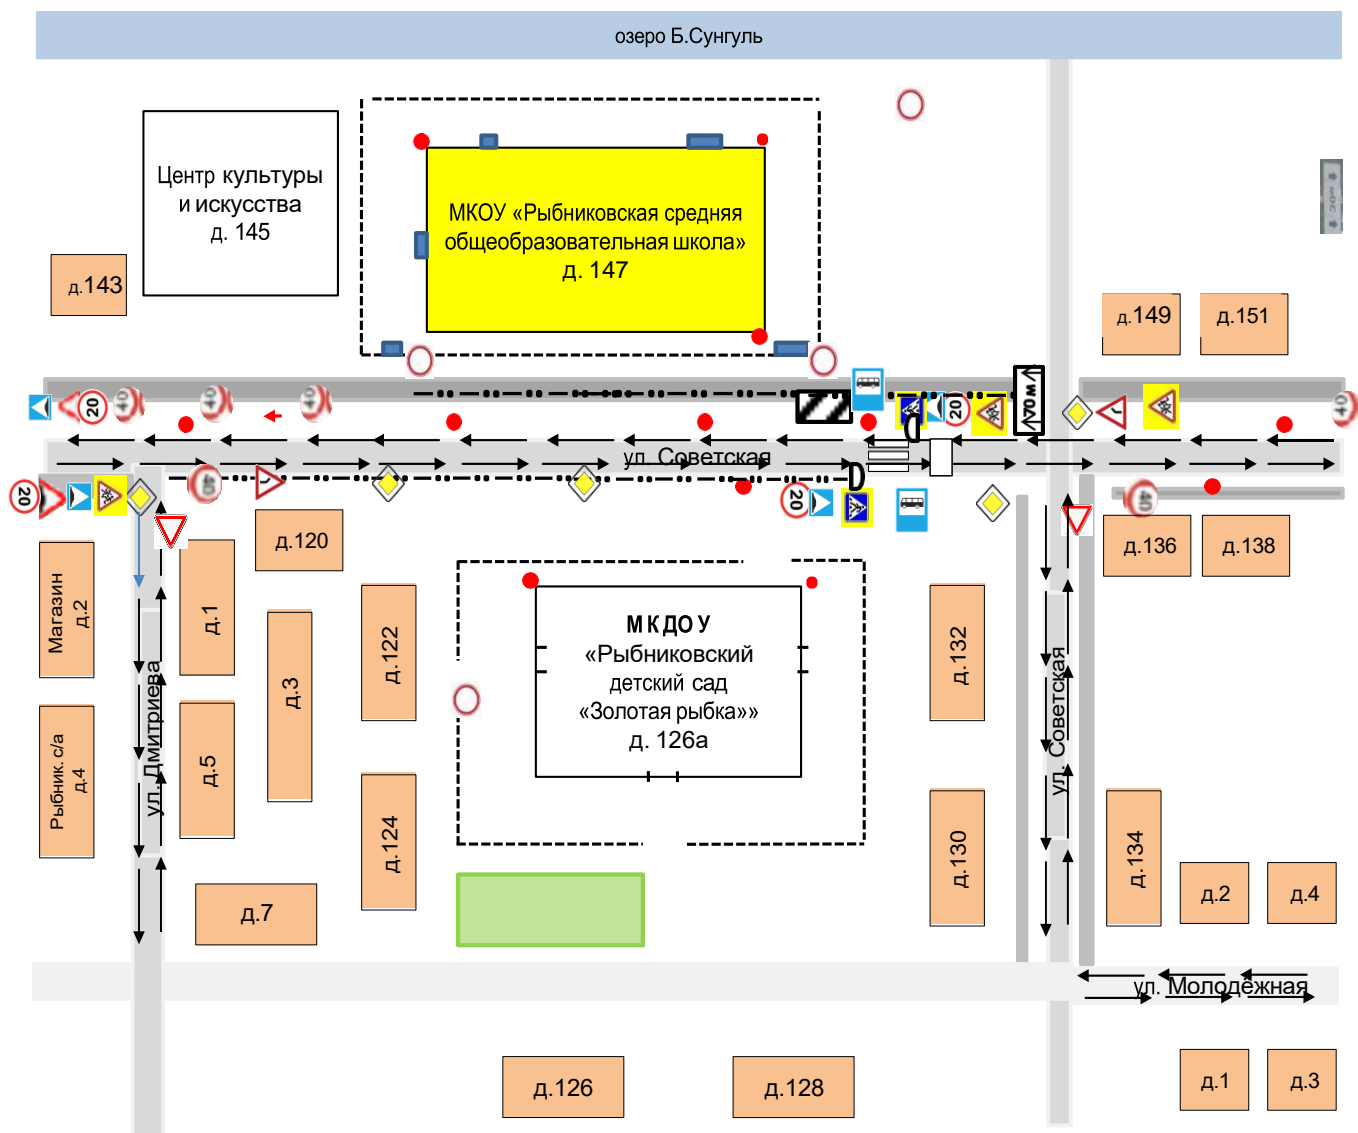 озеро Б.Сунгуль
Центр культуры
и искусства
д. 145
МКОУ «Рыбниковская средняя
общеобразовательная школа»
д. 147
д.143
д.149
д.151
20
40
40
40
20
70 м
40
ул. Советская
20
40
20
40
д.120
д.136
д.138
Магазин
д.2
д.1
д.3
д.122
МКДОУ
«Рыбниковский
детский сад
«Золотая рыбка»»
д. 126а
д.132
ул. Дмитриева
ул. Советская
Рыбник. с/а
д.4
д.5
д.124
д.130
д.134
д.7
д.2
д.4
ул. Молодёжная
д.126
д.128
д.1
д.3